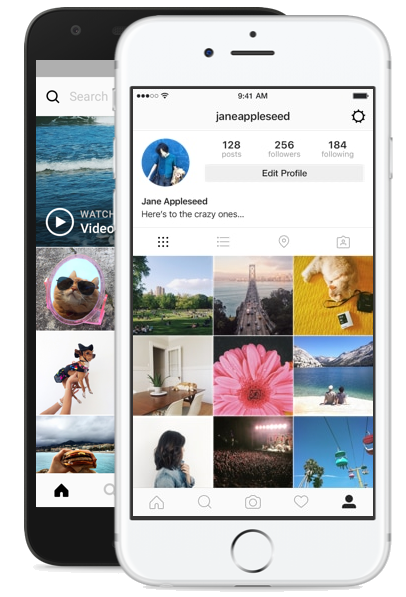 Search
WATCH
Video
9:41 AM
janeappleseed
128
256
184
posts
followers
following
Edit Profile
Jane Appleseed
Here's to the crazy ones...